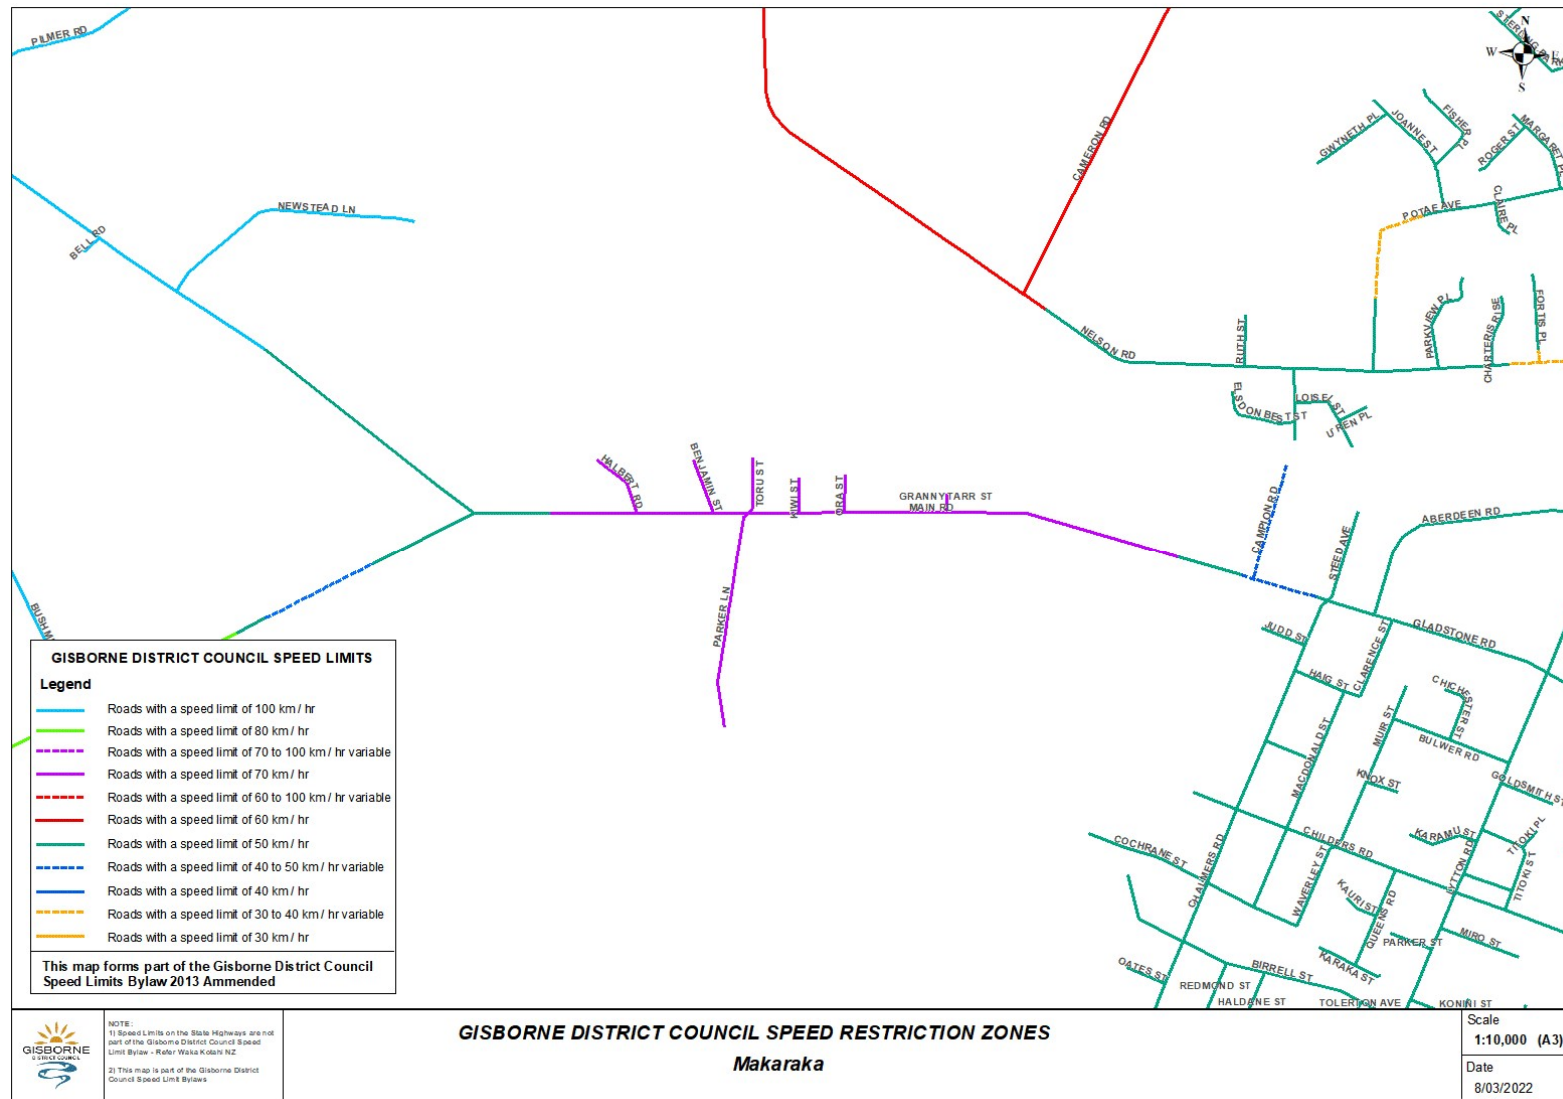 PILMER RD
STERLING PARK
N
W
E
S
CAMERON RD
GWYNETH PL
JOANNE ST
FISHER PL
ROGER ST
MARGARET PL
NEWSTEAD LN
BELL RD
POTAE AVE
CLAIRE PL
NELSON RD
RUTH ST
PARKVIEW PL
CHARTERIS RISE
FORTIS PL
ELSDON BEST ST
LOISEL ST
U'REN PL
HALBERT RD
BENJAMIN ST
TORU ST
KIWI ST
ORA ST
GRANNY TARR ST
MAIN RD
CAMPION RD
STEED AVE
ABERDEEN RD
PARKER LN
JUDD ST
HAIG ST
CLARENCE ST
GLADSTONE RD
CHICHESTER ST
MACDONALD ST
MUIR ST
BULWER RD
KNOX ST
GOLDSMITH ST
COCHRANE ST
CHALMERS RD
CHILDERS RD
WAVERLEY ST
KARAMU ST
LYTTON RD
TITOKI PL
TITOKI ST
KAURI ST
QUEENS RD
PARKER ST
MIRO ST
OATES ST
REDMOND ST
BIRRELL ST
KARAKA ST
HALDANE ST
TOLERTON AVE
KONINI ST
GISBORNE DISTRICT COUNCIL SPEED LIMITS
Legend
Roads with a speed limit of 100 km / hr
Roads with a speed limit of 80 km / hr
Roads with a speed limit of 70 to 100 km / hr variable
Roads with a speed limit of 70 km / hr
Roads with a speed limit of 60 to 100 km / hr variable
Roads with a speed limit of 60 km / hr
Roads with a speed limit of 50 km / hr
Roads with a speed limit of 40 to 50 km / hr variable
Roads with a speed limit of 40 km / hr
Roads with a speed limit of 30 to 40 km / hr variable
Roads with a speed limit of 30 km / hr
This map forms part of the Gisborne District Council
Speed Limits Bylaw 2013 Ammended
GISBORNE
DISTRICT COUNCIL
NOTE:
1) Speed Limits on the State Highways are not
part of the Gisborne District Council Speed
Limit Bylaw - Refer Waka Kotahi NZ
2) This map is part of the Gisborne District
Council Speed Limit Bylaws
GISBORNE DISTRICT COUNCIL SPEED RESTRICTION ZONES
Makaraka
Scale
1:10,000 (A3)
Date
8/03/2022